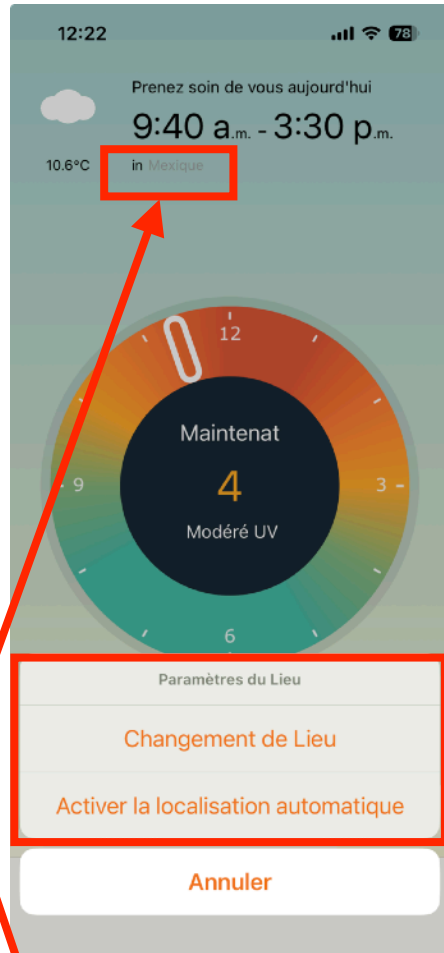 12:22 78
Prenez soin de vous aujourd'hui
9:40 a.m. - 3:30 p.m.
10.6°C in Mexique
12
9 3
Maintenat
4
Modéré UV
6
Paramètres du Lieu
Changement de Lieu
Activer la localisation automatique
Annuler